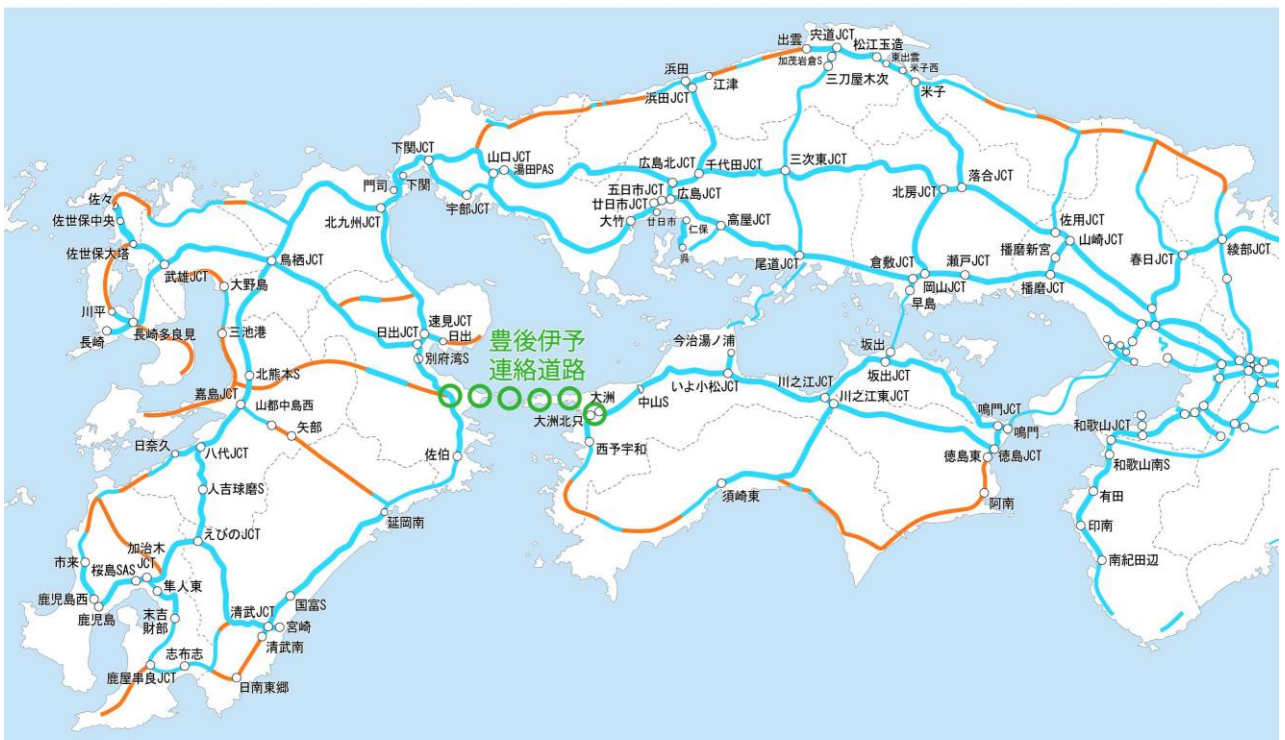 出雲
宍道JCT
松江玉造
加茂岩倉S
東出雲
米子西
三刀屋木次
米子
浜田
江津
浜田JCT
下関JCT
山口JCT
湯田PAS
広島北JCT
千代田JCT
三次東JCT
落合JCT
北房JCT
門司
下関
五日市JCT
廿日市JCT
広島JCT
佐々
佐世保中央
北九州JCT
宇部JCT
大竹
廿日市
仁保
呉
高屋JCT
佐用JCT
山崎JCT
播磨新宮
綾部JCT
春日JCT
佐世保大塔
武雄JCT
鳥栖JCT
大野島
尾道JCT
倉敷JCT
瀬戸JCT
岡山JCT
早島
播磨JCT
川平
長崎
長崎多良見
三池港
速見JCT
日出JCT
日出
別府湾S
豊後伊予
連絡道路
今治湯ノ浦
坂出
坂出JCT
北熊本S
嘉島JCT
山都中島西
矢部
大洲
大洲北只
中山S
いよ小松JCT
川之江JCT
川之江東JCT
鳴門JCT
鳴門
和歌山JCT
和歌山南S
日奈久
八代JCT
佐伯
西予宇和
徳島東
徳島JCT
人吉球磨S
須崎東
阿南
有田
印南
延岡南
えびのJCT
加治木
JCT
市来
桜島SAS
隼人東
南紀田辺
鹿児島西
鹿児島
末吉
財部
清武JCT
国富S
宮崎
清武南
志布志
鹿屋串良JCT
日南東郷